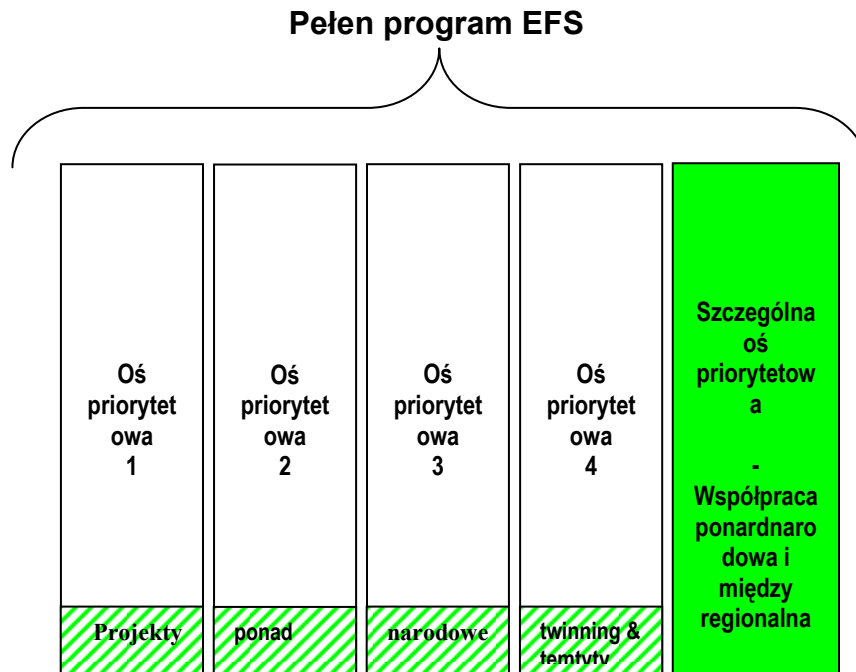 Pełen program EFS
Oś
priorytet
owa
1
Oś
priorytet
owa
2
Oś
priorytet
owa
3
Oś
priorytet
owa
4
Szczególna
oś
priorytetow
a
-
Współpraca
ponardnaro
dowa i
między
regionalna
Projekty
ponad
narodowe
twinning &